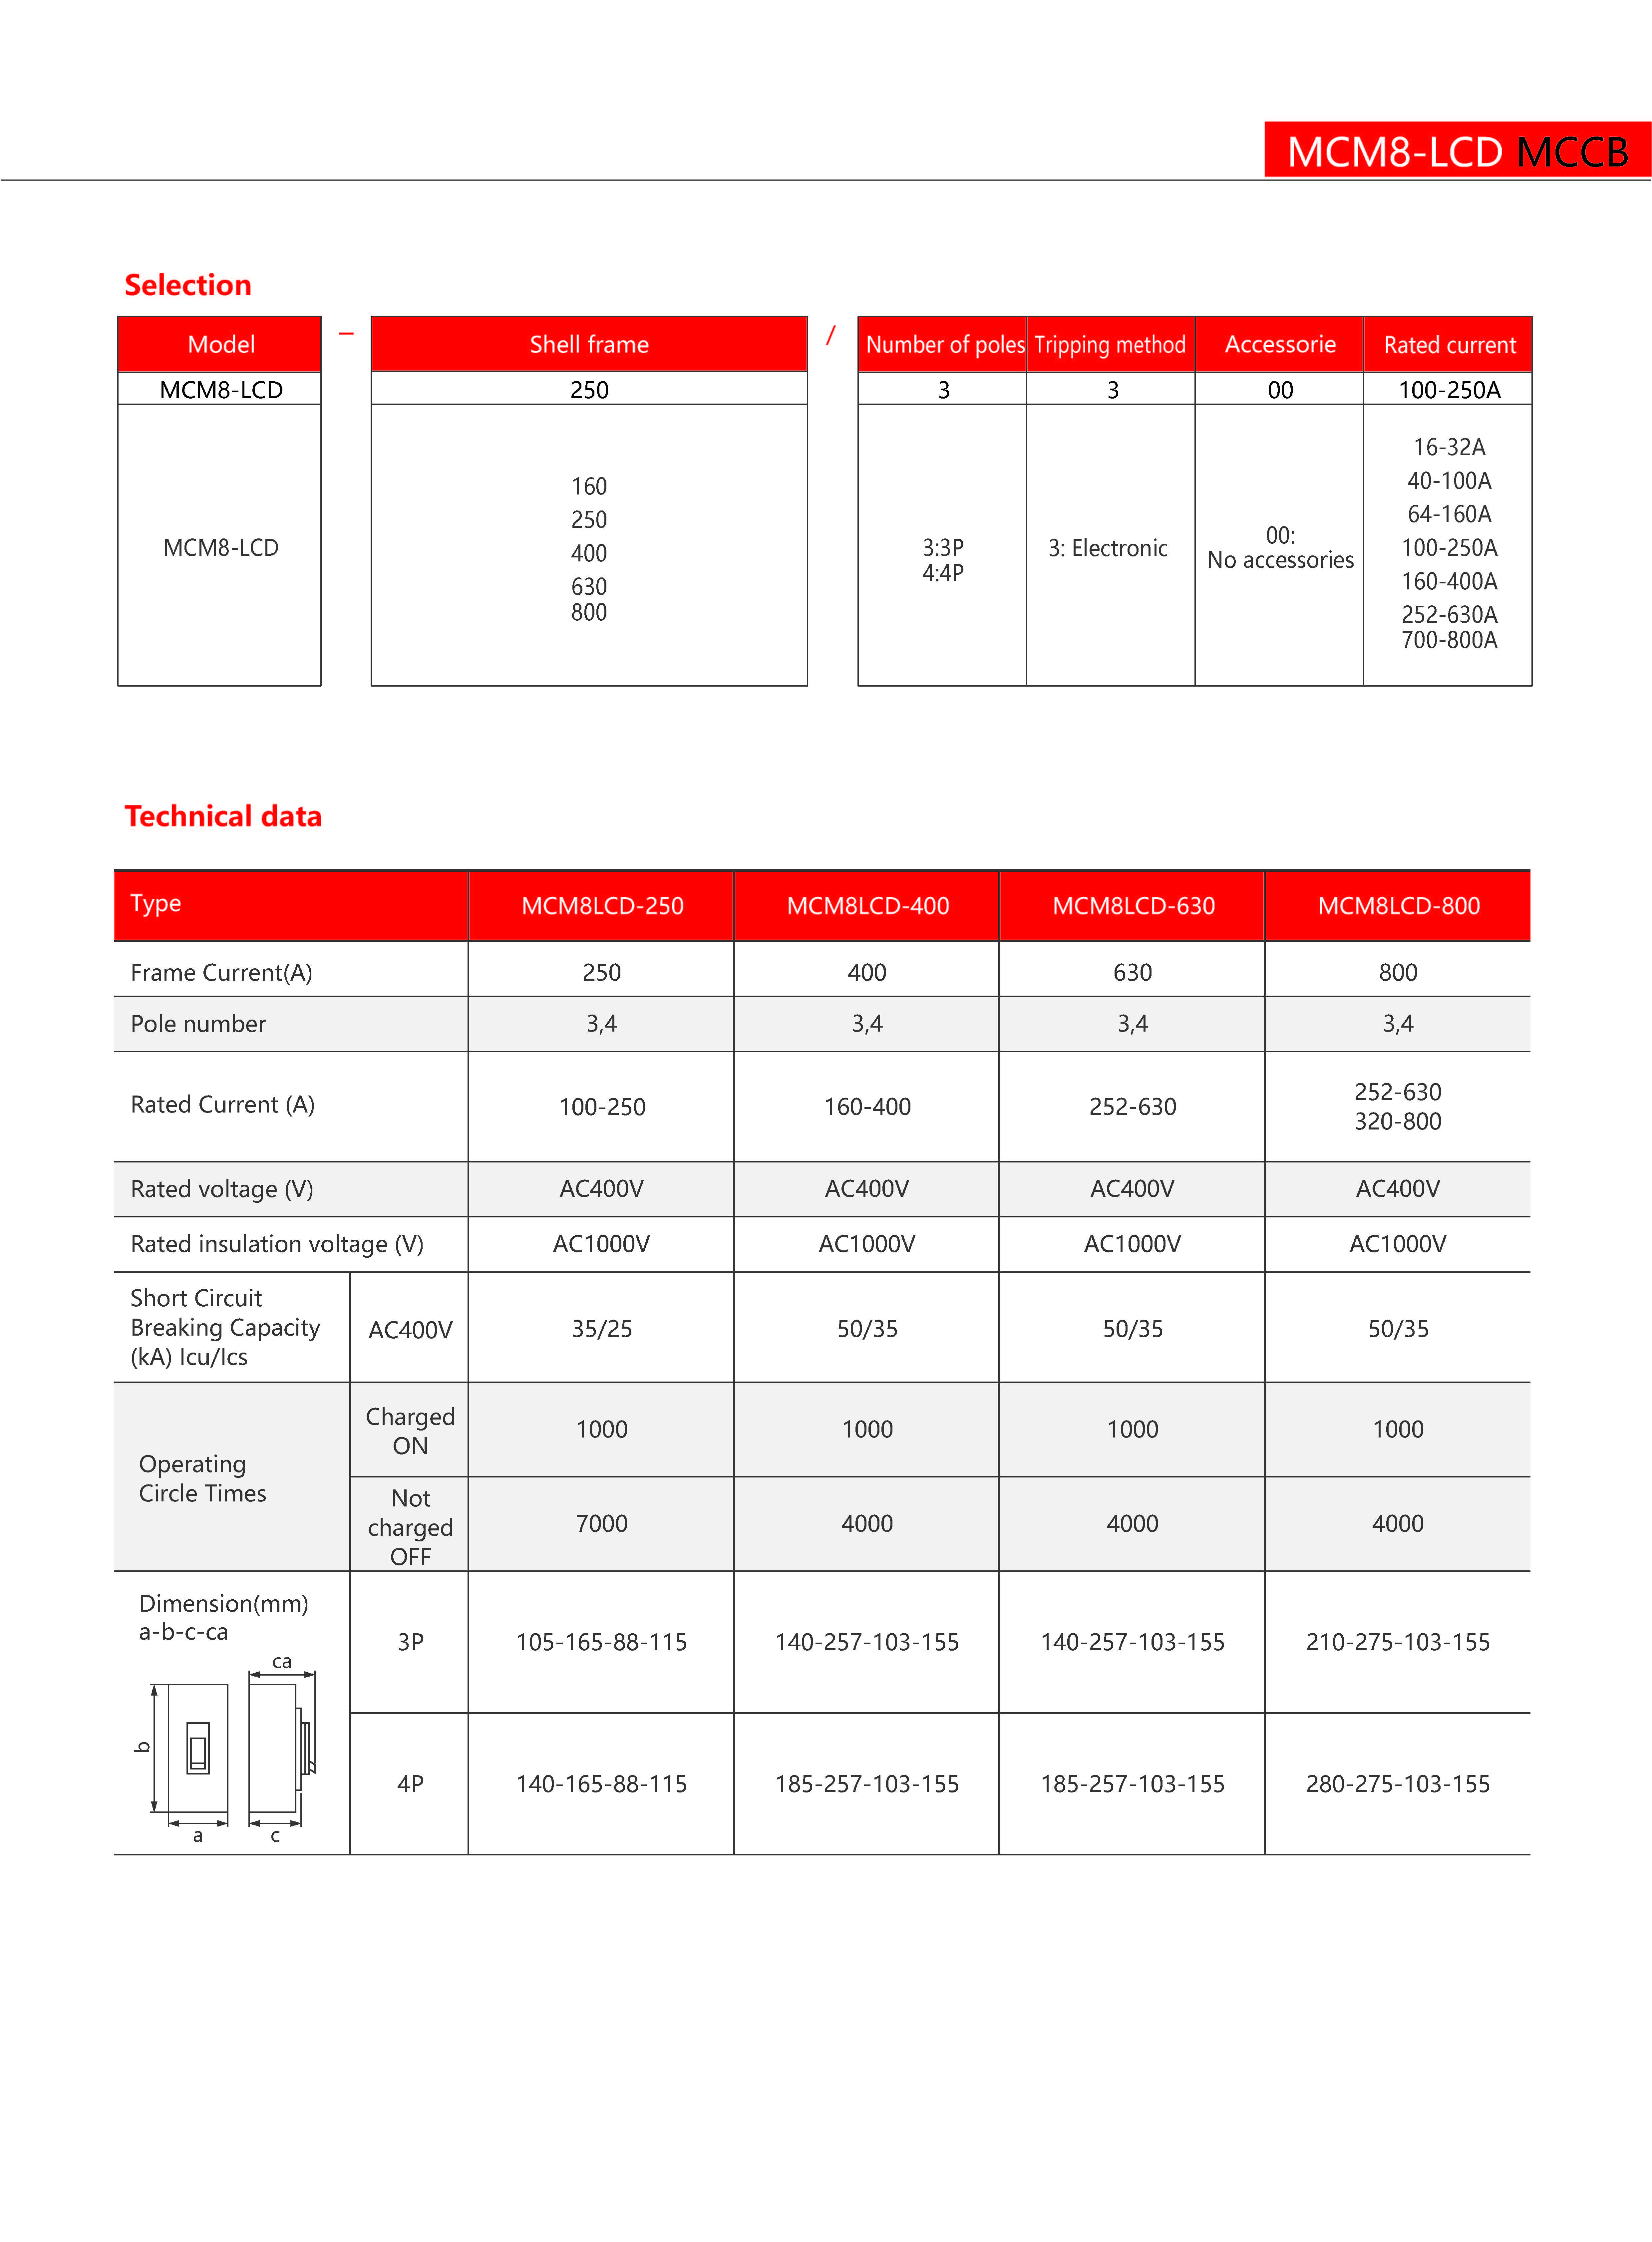 MCM8-LCD MCCB
Selection
Model – Shell frame / Number of poles Tripping method Accessorie Rated current
MCM8-LCD 250 3 3 00 100-250A
MCM8-LCD
160
250
400
630
800
3:3P
4:4P
3: Electronic
00:
No accessories
16-32A
40-100A
64-160A
100-250A
160-400A
252-630A
700-800A
Technical data
Type MCM8LCD-250 MCM8LCD-400 MCM8LCD-630 MCM8LCD-800
Frame Current(A) 250 400 630 800
Pole number 3,4 3,4 3,4 3,4
Rated Current (A) 100-250 160-400 252-630 252-630
320-800
Rated voltage (V) AC400V AC400V AC400V AC400V
Rated insulation voltage (V) AC1000V AC1000V AC1000V AC1000V
Short Circuit
Breaking Capacity
(kA) Icu/Ics
AC400V 35/25 50/35 50/35 50/35
Operating
Circle Times
Charged
ON
1000 1000 1000 1000
Not
charged
OFF
7000 4000 4000 4000
Dimension(mm)
a-b-c-ca
ca
b
a c
3P 105-165-88-115 140-257-103-155 140-257-103-155 210-275-103-155
4P 140-165-88-115 185-257-103-155 185-257-103-155 280-275-103-155